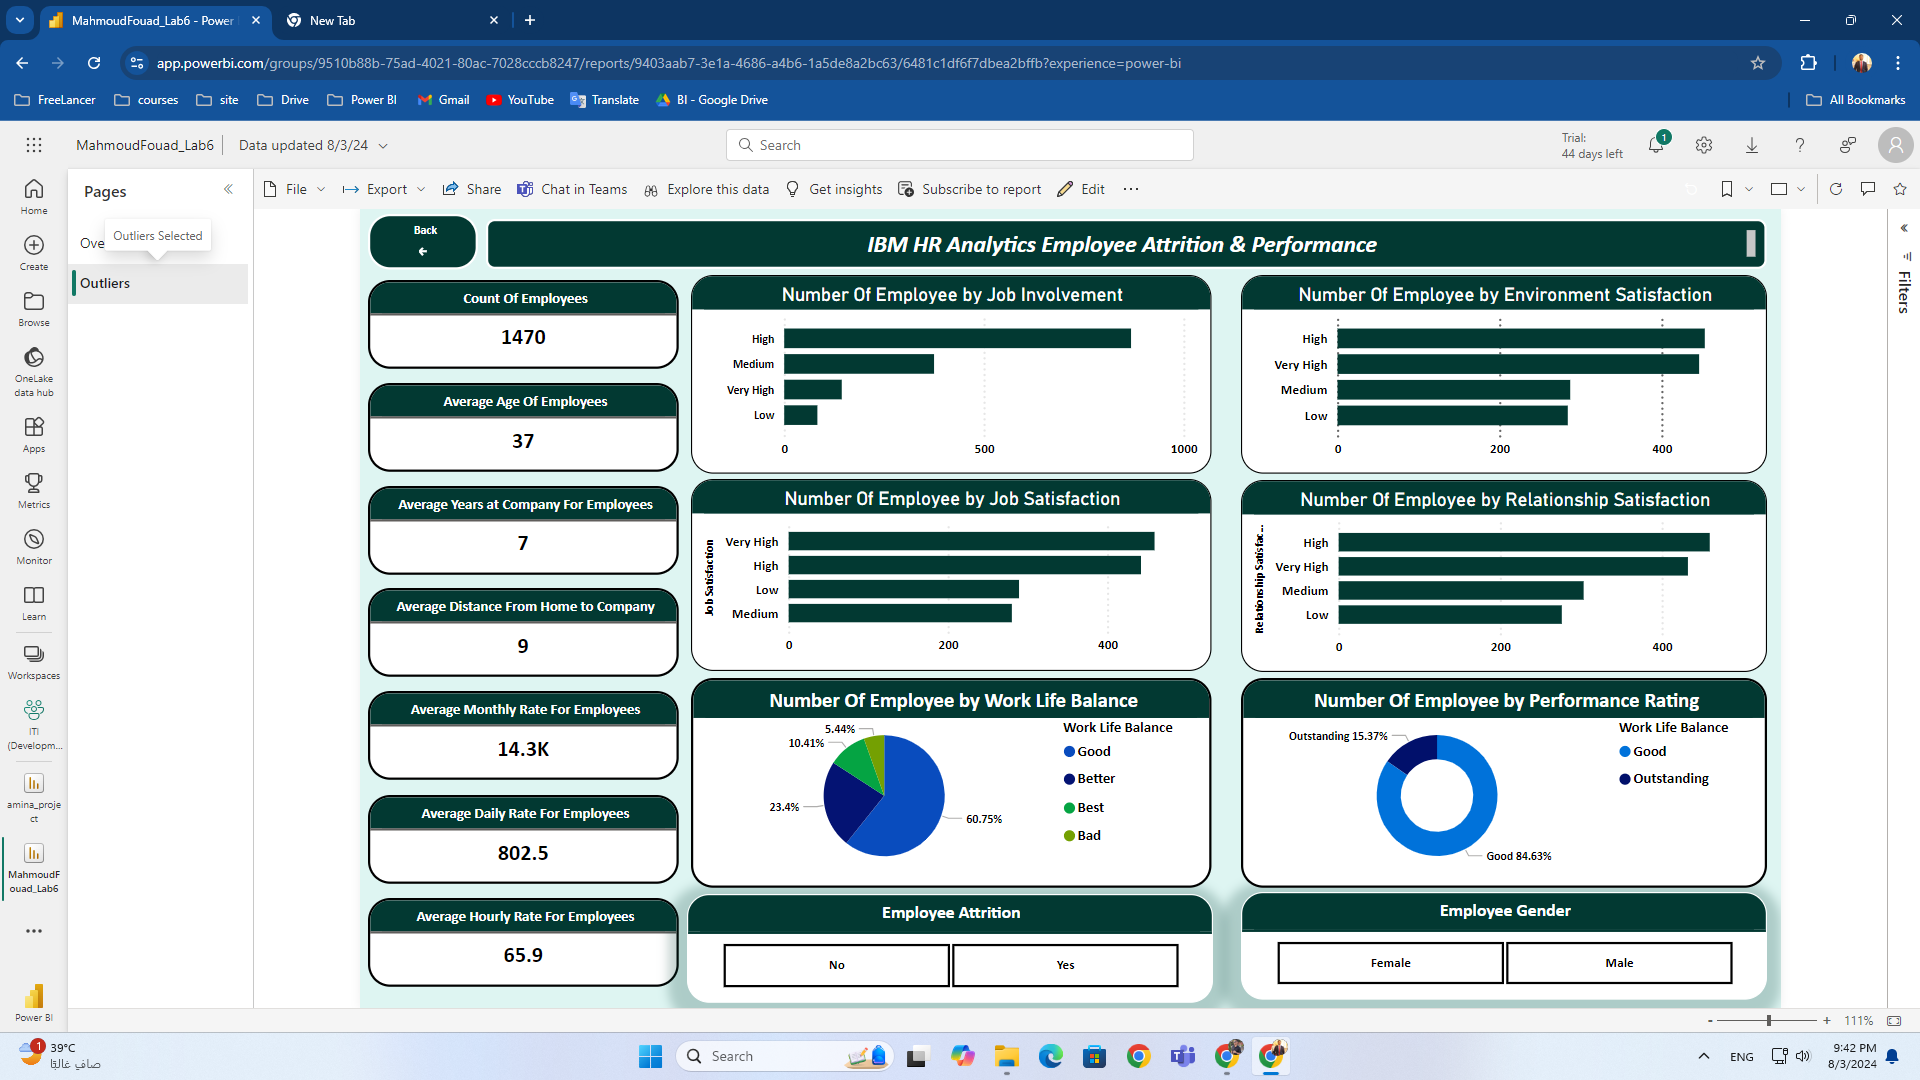 MahmoudFouad_Lab6 - Power
New Tab
app.powerbi.com/groups/9510b88b-75ad-4021-80ac-7028cccb8247/reports/9403aab7-3e1a-4686-a4b6-1a5de8a2bc63/6481c1df6f7dbea2bffb?experience=power-bi
FreeLancer
courses
site
Drive
Power BI
Gmail
YouTube
Translate
BI - Google Drive
All Bookmarks
MahmoudFouad_Lab6
Data updated 8/3/24
Search
Trial:
44 days left
1
Home
Create
Browse
OneLake
data hub
Apps
Metrics
Monitor
Learn
Workspaces
ITI
(Developm...
amina_proje
ct
MahmoudF
ouad_Lab6
Power BI
Pages
Ove
Outliers Selected
Outliers
File
Export
Share
Chat in Teams
Explore this data
Get insights
Subscribe to report
Edit
Filters
Back
IBM HR Analytics Employee Attrition & Performance
Count Of Employees
1470
Average Age Of Employees
37
Average Years at Company For Employees
7
Average Distance From Home to Company
9
Average Monthly Rate For Employees
14.3K
Average Daily Rate For Employees
802.5
Average Hourly Rate For Employees
65.9
Number Of Employee by Job Involvement
High
Medium
Very High
Low
0
500
1000
Number Of Employee by Environment Satisfaction
High
Very High
Medium
Low
0
200
400
Number Of Employee by Job Satisfaction
Job Satisfaction
Very High
High
Low
Medium
0
200
400
Number Of Employee by Relationship Satisfaction
Relationship Satisfac...
High
Very High
Medium
Low
0
200
400
Number Of Employee by Work Life Balance
5.44%
10.41%
23.4%
60.75%
Work Life Balance
Good
Better
Best
Bad
Number Of Employee by Performance Rating
Outstanding 15.37%
Good 84.63%
Work Life Balance
Good
Outstanding
Employee Attrition
No
Yes
Employee Gender
Female
Male
- + 111%
1
39°C
صافي غالبًا
Search
ENG
9:42 PM
8/3/2024